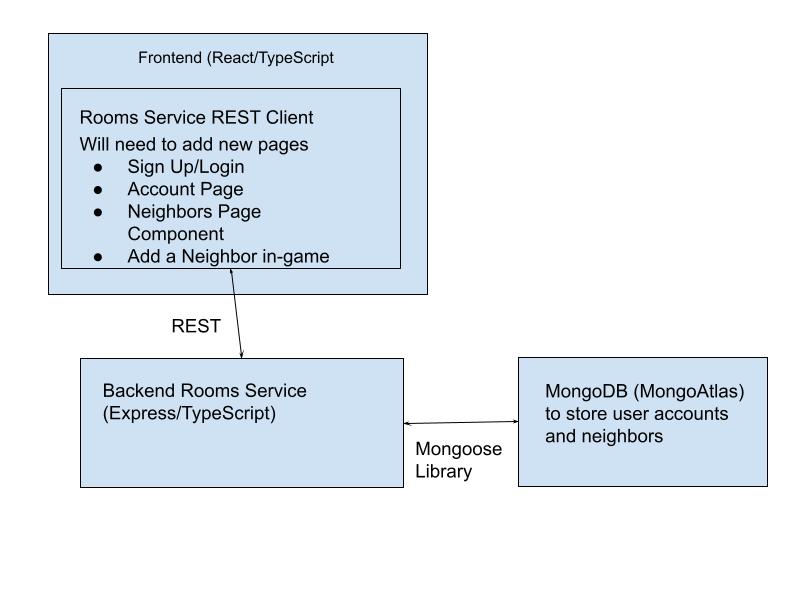 Frontend (React/TypeScript
Rooms Service REST Client
Will need to add new pages
● Sign Up/Login
● Account Page
● Neighbors Page
Component
● Add a Neighbor in-game
REST
Backend Rooms Service
(Express/TypeScript)
MongoDB (MongoAtlas)
to store user accounts
and neighbors
Mongoose
Library